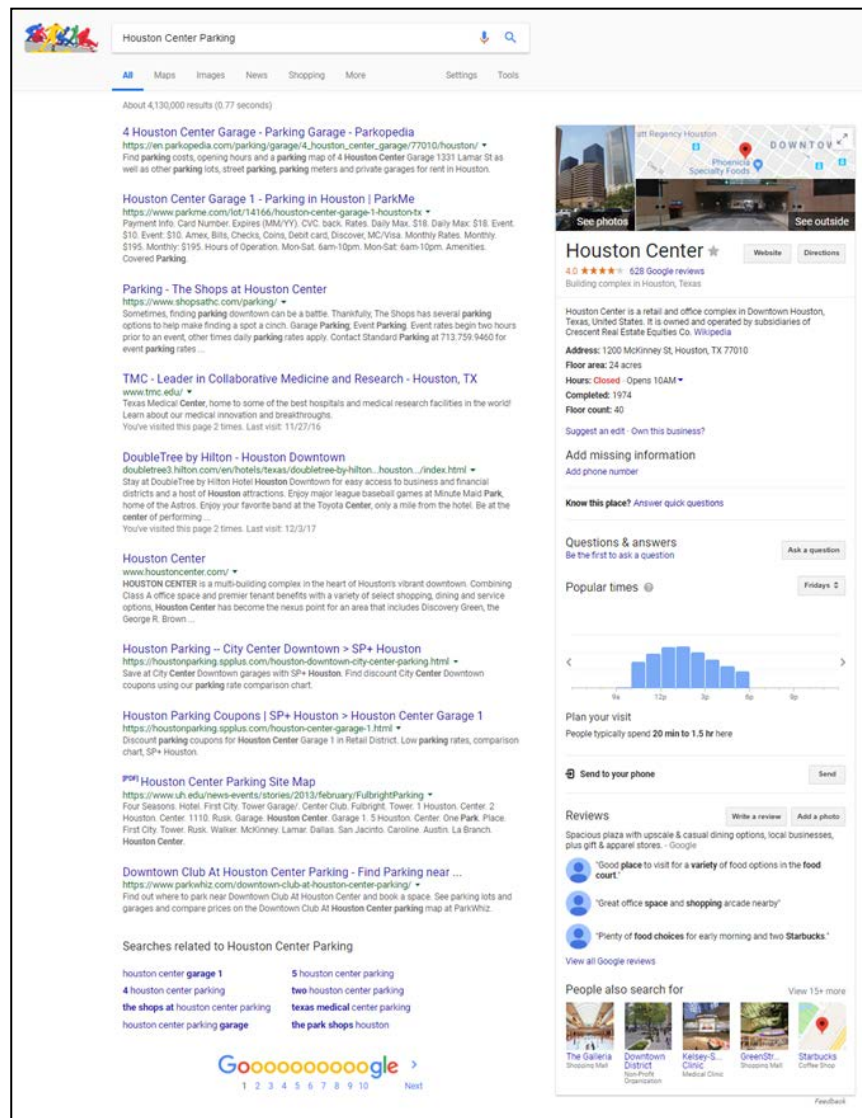 Houston Center Parking
All Maps Images News Shopping More Settings Tools
About 4,130,000 results (0.77 seconds)
4 Houston Center Garage - Parking Garage - Parkopedia
https://en.parkopedia.com/parking/garage/4_houston_center_garage/77010/houston/
Find parking costs, opening hours and a parking map of 4 Houston Center Garage 1331 Lamar St as
well as other parking lots, street parking, parking meters and private garages for rent in Houston.
Houston Center Garage 1 - Parking in Houston | ParkMe
https://www.parkme.com/lot/14166/houston-center-garage-1-houston-tx
Payment Info. Card Number. Expires (MM/YY). CVC. back. Rates. Daily Max. $18. Daily Max: $18. Event.
$10. Event: $10. Amex, Bills, Checks, Coins, Debit card, Discover, MC/Visa. Monthly Rates. Monthly.
$195. Monthly: $195. Hours of Operation. Mon-Sat. 6am-10pm. Mon-Sat: 6am-10pm. Amenities.
Covered Parking.
Parking - The Shops at Houston Center
https://www.shopsathc.com/parking/
Sometimes, finding parking downtown can be a battle. Thankfully, The Shops has several parking
options to help make finding a spot a cinch. Garage Parking; Event Parking. Event rates begin two hours
prior to an event, other times daily parking rates apply. Contact Standard Parking at 713.759.9460 for
event parking rates ...
TMC - Leader in Collaborative Medicine and Research - Houston, TX
www.tmc.edu/
Texas Medical Center, home to some of the best hospitals and medical research facilities in the world!
Learn about our medical innovation and breakthroughs.
You've visited this page 2 times. Last visit: 11/27/16
DoubleTree by Hilton - Houston Downtown
doubletree3.hilton.com/en/hotels/texas/doubletree-by-hilton...houston.../index.html
Stay at DoubleTree by Hilton Hotel Houston Downtown for easy access to business and financial
districts and a host of Houston attractions. Enjoy major league baseball games at Minute Maid Park,
home of the Astros. Enjoy your favorite band at the Toyota Center, only a mile from the hotel. Be at the
center of performing ...
You've visited this page 2 times. Last visit: 12/3/17
Houston Center
www.houstoncenter.com/
HOUSTON CENTER is a multi-building complex in the heart of Houston's vibrant downtown. Combining
Class A office space and premier tenant benefits with a variety of select shopping, dining and service
options, Houston Center has become the nexus point for an area that includes Discovery Green, the
George R. Brown ...
Houston Parking -- City Center Downtown > SP+ Houston
https://houstonparking.spplus.com/houston-downtown-city-center-parking.html
Save at City Center Downtown garages with SP+ Houston. Find discount City Center Downtown
coupons using our parking rate comparison chart.
Houston Parking Coupons | SP+ Houston > Houston Center Garage 1
https://houstonparking.spplus.com/houston-center-garage-1.html
Discount parking coupons for Houston Center Garage 1 in Retail District. Low parking rates, comparison
chart, SP+ Houston.
[PDF] Houston Center Parking Site Map
https://www.uh.edu/news-events/stories/2013/february/FulbrightParking
Four Seasons. Hotel. First City. Tower Garage/. Center Club. Fulbright. Tower. 1 Houston. Center. 2
Houston. Center. 1110. Rusk. Garage. Houston Center. Garage 1. 5 Houston. Center. One Park. Place.
First City. Tower. Rusk. Walker. McKinney. Lamar. Dallas. San Jacinto. Caroline. Austin. La Branch.
Houston Center.
Downtown Club At Houston Center Parking - Find Parking near ...
https://www.parkwhiz.com/downtown-club-at-houston-center-parking/
Find out where to park near Downtown Club At Houston Center and book a space. See parking lots and
garages and compare prices on the Downtown Club At Houston Center parking map at ParkWhiz.
Searches related to Houston Center Parking
houston center garage 1 5 houston center parking
4 houston center parking two houston center parking
the shops at houston center parking texas medical center parking
houston center parking garage the park shops houston
Goooooooooogle
1 2 3 4 5 6 7 8 9 10 Next
att Regency Houston
DOWNTOW
Phoenicia
Specialty Foods
See photos See outside
Houston Center Website Directions
4.0 628 Google reviews
Building complex in Houston, Texas
Houston Center is a retail and office complex in Downtown Houston,
Texas, United States. It is owned and operated by subsidiaries of
Crescent Real Estate Equities Co. Wikipedia
Address: 1200 McKinney St, Houston, TX 77010
Floor area: 24 acres
Hours: Closed · Opens 10AM
Completed: 1974
Floor count: 40
Suggest an edit · Own this business?
Add missing information
Add phone number
Know this place? Answer quick questions
Questions & answers
Be the first to ask a question
Ask a question
Popular times Fridays
9a 12p 3p 6p 9p
Plan your visit
People typically spend 20 min to 1.5 hr here
Send to your phone Send
Reviews Write a review Add a photo
Spacious plaza with upscale & casual dining options, local businesses,
plus gift & apparel stores. - Google
"Good place to visit for a variety of food options in the food
court."
"Great office space and shopping arcade nearby"
"Plenty of food choices for early morning and two Starbucks."
View all Google reviews
People also search for View 15+ more
The Galleria Downtown District Kelsey-S... Clinic GreenStr... Starbucks
Shopping Mall Non-Profit Organization Medical Clinic Shopping Mall Coffee Shop
Feedback